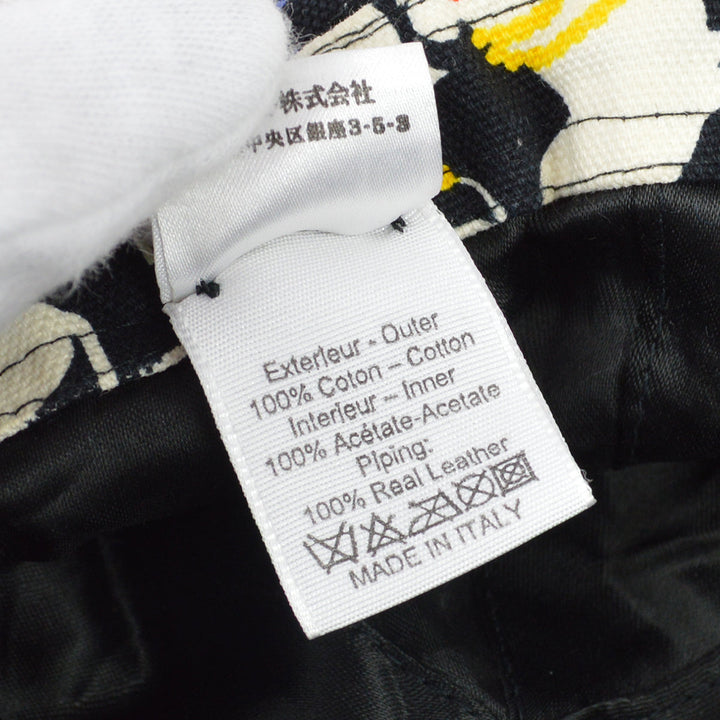 株式会社
中央区銀座3-5-3
Exterieur - Outer
100% Coton – Cotton
Interieur – Inner
100% Acétate-Acetate
Piping:
100% Real Leather
MADE IN ITALY